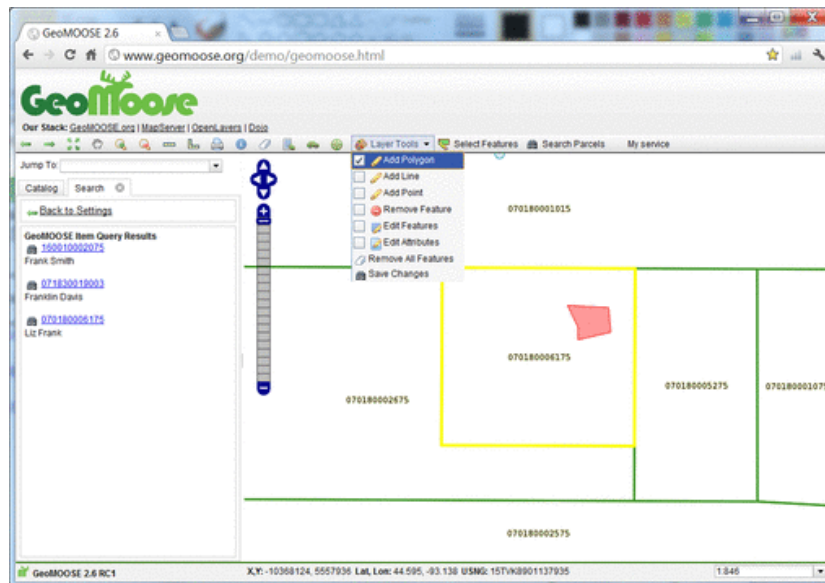 GeoMOOSE 2.6
www.geomoose.org/demo/geomoose.html
GeoMoose
Our Stack: GeoMOOSE.org | MapServer | OpenLayers | Dojo
Layer Tools Select Features Search Parcels My service
Jump To:
Catalog Search
Back to Settings
GeoMOOSE Item Query Results
160010002075
Frank Smith
071830019003
Franklin Davis
070180006175
Liz Frank
Add Polygon
Add Line
Add Point
Remove Feature
Edit Features
Edit Attributes
Remove All Features
Save Changes
070180001015
070180006175
070180002675
070180005275
070180001075
070180002575
GeoMOOSE 2.6 RC1
X,Y: -10368124, 5557936 Lat, Lon: 44.595, -93.138 USNG: 15TVK8901137935
1:846